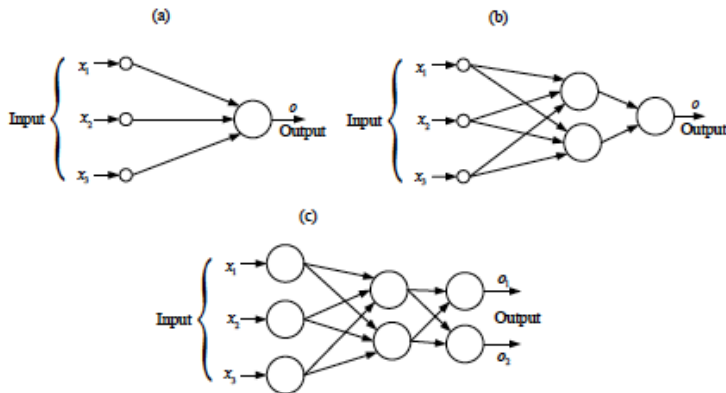 (a)
x1
Input
x2
x3
o
Output
(b)
x1
Input
x2
x3
o
Output
(c)
x1
Input
x2
x3
o1
Output
o2